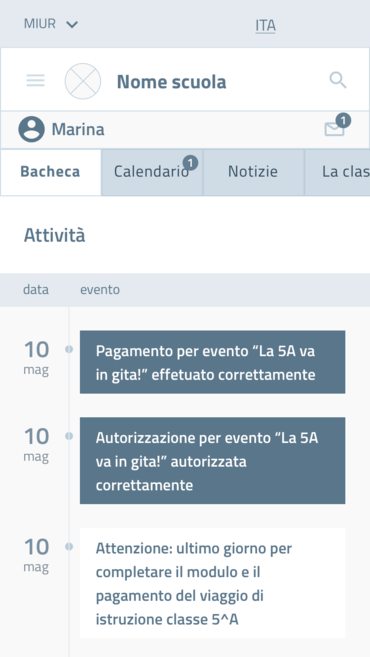 MIUR
ITA
Nome scuola
Marina
1
Bacheca
Calendario
1
Notizie
La clas
Attività
data
evento
10
mag
Pagamento per evento “La 5A va
in gita!” effetuato correttamente
10
mag
Autorizzazione per evento “La 5A
va in gita!” autorizzata
correttamente
10
mag
Attenzione: ultimo giorno per
completare il modulo e il
pagamento del viaggio di
istruzione classe 5^A